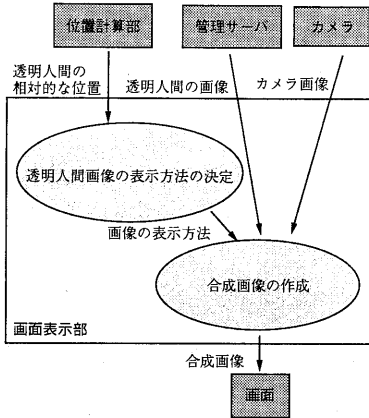 位置計算部
管理サーバ
カメラ
透明人間の
相対的な位置
透明人間の画像
カメラ画像
透明人間画像の表示方法の決定
画像の表示方法
合成画像の作成
画面表示部
合成画像
画面